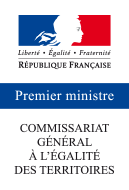 Liberté • Égalité • Fraternité
RÉPUBLIQUE FRANÇAISE
Premier ministre
COMMISSARIAT
GÉNÉRAL
À L'ÉGALITÉ
DES TERRITOIRES